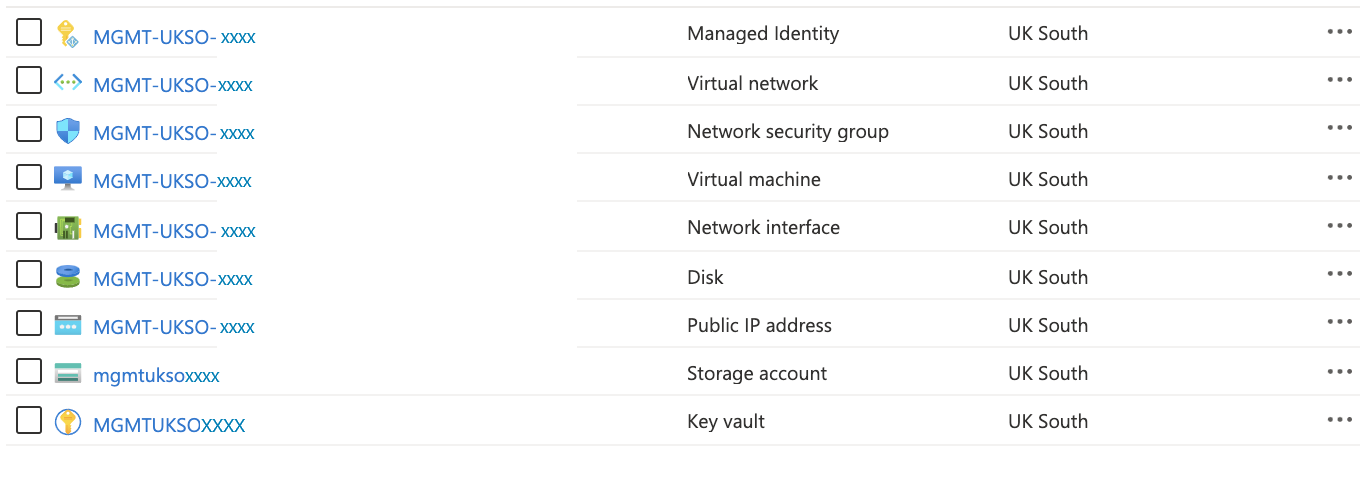 MGMT-UKSO- xxxx Managed Identity UK South
MGMT-UKSO-xxxx Virtual network UK South
MGMT-UKSO- xxxx Network security group UK South
MGMT-UKSO-xxxx Virtual machine UK South
MGMT-UKSO- xxxx Network interface UK South
MGMT-UKSO-xxxx Disk UK South
MGMT-UKSO- xxxx Public IP address UK South
mgmtuksoxxxx Storage account UK South
MGMTUKSOXXXX Key vault UK South